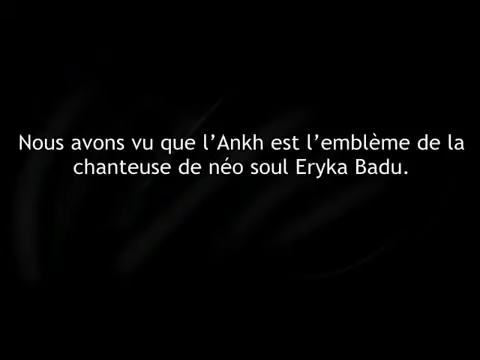 Nous avons vu que l’Ankh est l’emblème de la
chanteuse de néo soul Eryka Badu.